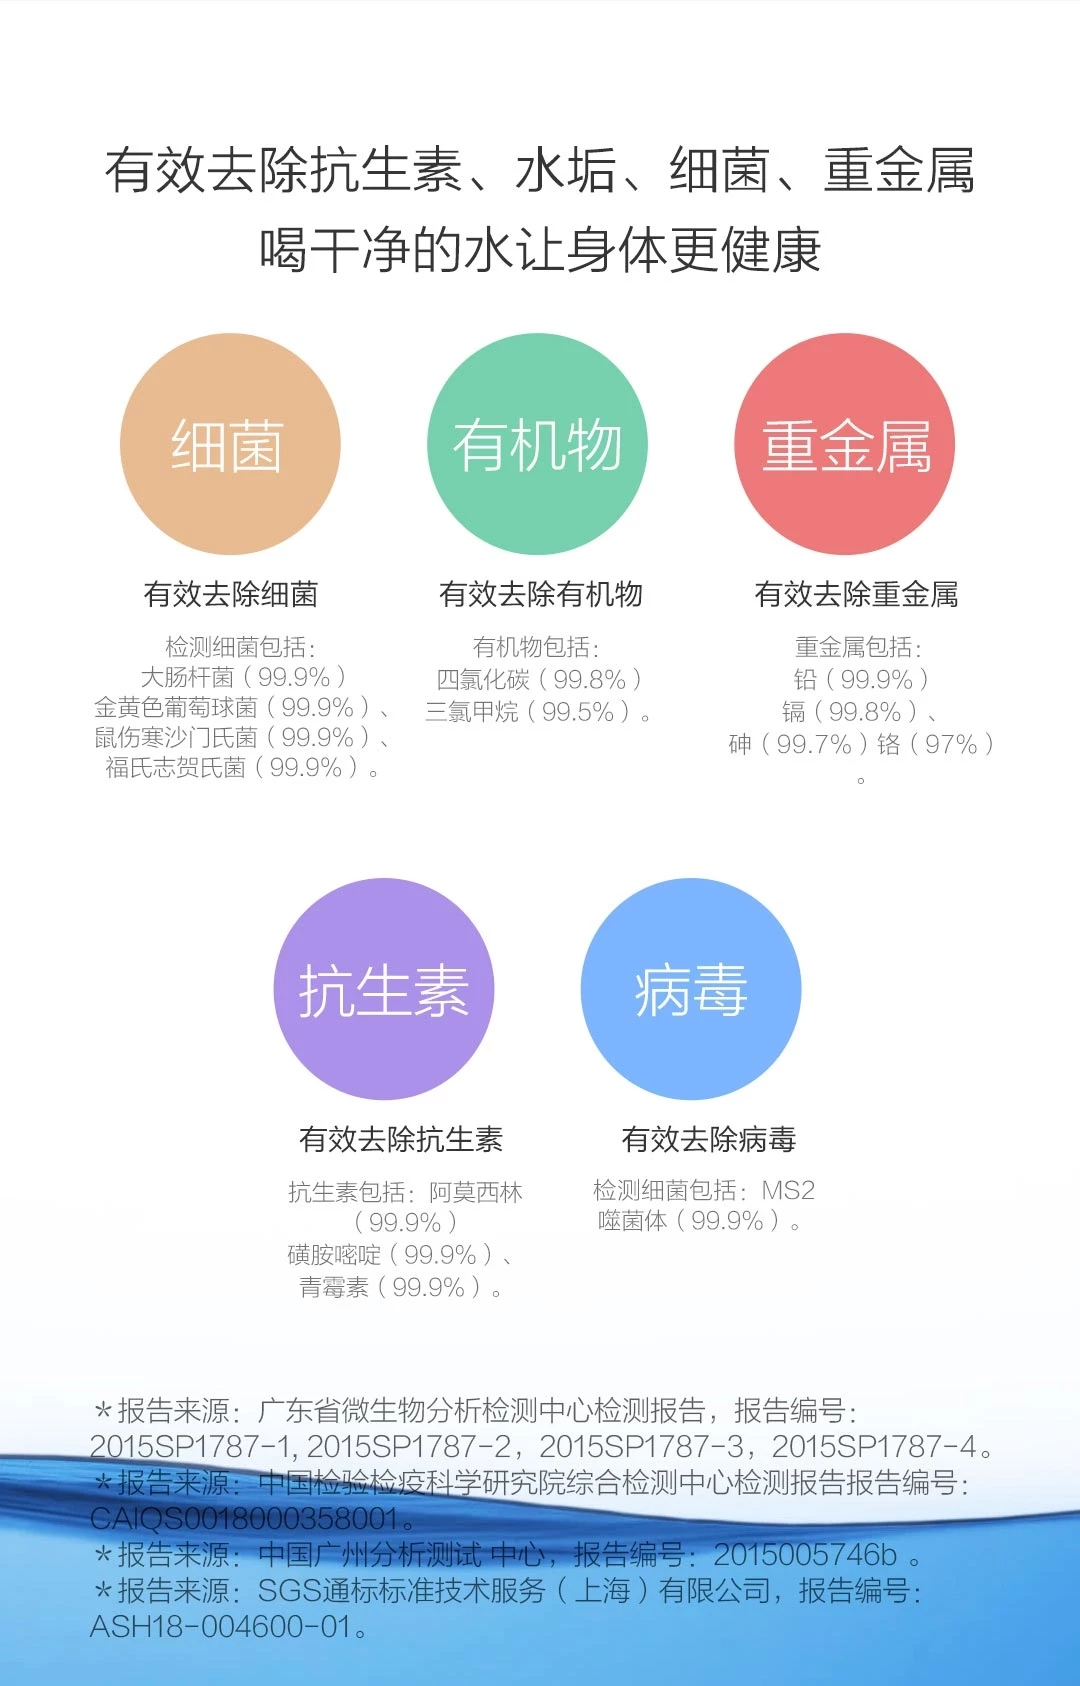 有效去除抗生素、水垢、细菌、重金属
喝干净的水让身体更健康
细菌
有机物
重金属
有效去除细菌
检测细菌包括：
大肠杆菌（99.9%）
金黄色葡萄球菌（99.9%）、
鼠伤寒沙门氏菌（99.9%）、
福氏志贺氏菌（99.9%）。
有效去除有机物
有机物包括：
四氯化碳（99.8%）
三氯甲烷（99.5%）。
有效去除重金属
重金属包括：
铅（99.9%）
镉（99.8%）、
砷（99.7%）铬（97%）
。
抗生素
病毒
有效去除抗生素
抗生素包括：阿莫西林
（99.9%）
磺胺嘧啶（99.9%）、
青霉素（99.9%）。
有效去除病毒
检测细菌包括：MS2
噬菌体（99.9%）。
＊报告来源：广东省微生物分析检测中心检测报告，报告编号：
2015SP1787-1, 2015SP1787-2，2015SP1787-3，2015SP1787-4。
＊报告来源：中国检验检疫科学研究院综合检测中心检测报告报告编号：
CAIQS0018000358001。
＊报告来源：中国广州分析测试 中心，报告编号：2015005746b 。
＊报告来源：SGS通标标准技术服务（上海）有限公司，报告编号：
ASH18-004600-01。